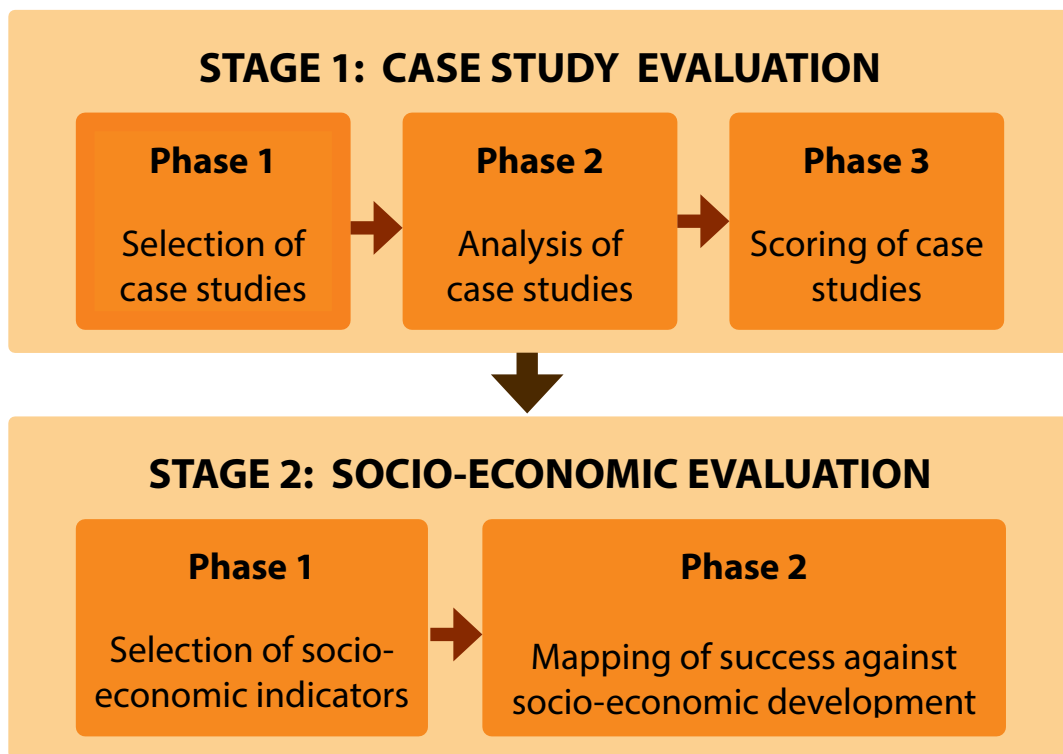 STAGE 1: CASE STUDY EVALUATION
Phase 1
Selection of
case studies
Phase 2
Analysis of
case studies
Phase 3
Scoring of case
studies
STAGE 2: SOCIO-ECONOMIC EVALUATION
Phase 1
Selection of socio-
economic indicators
Phase 2
Mapping of success against
socio-economic development